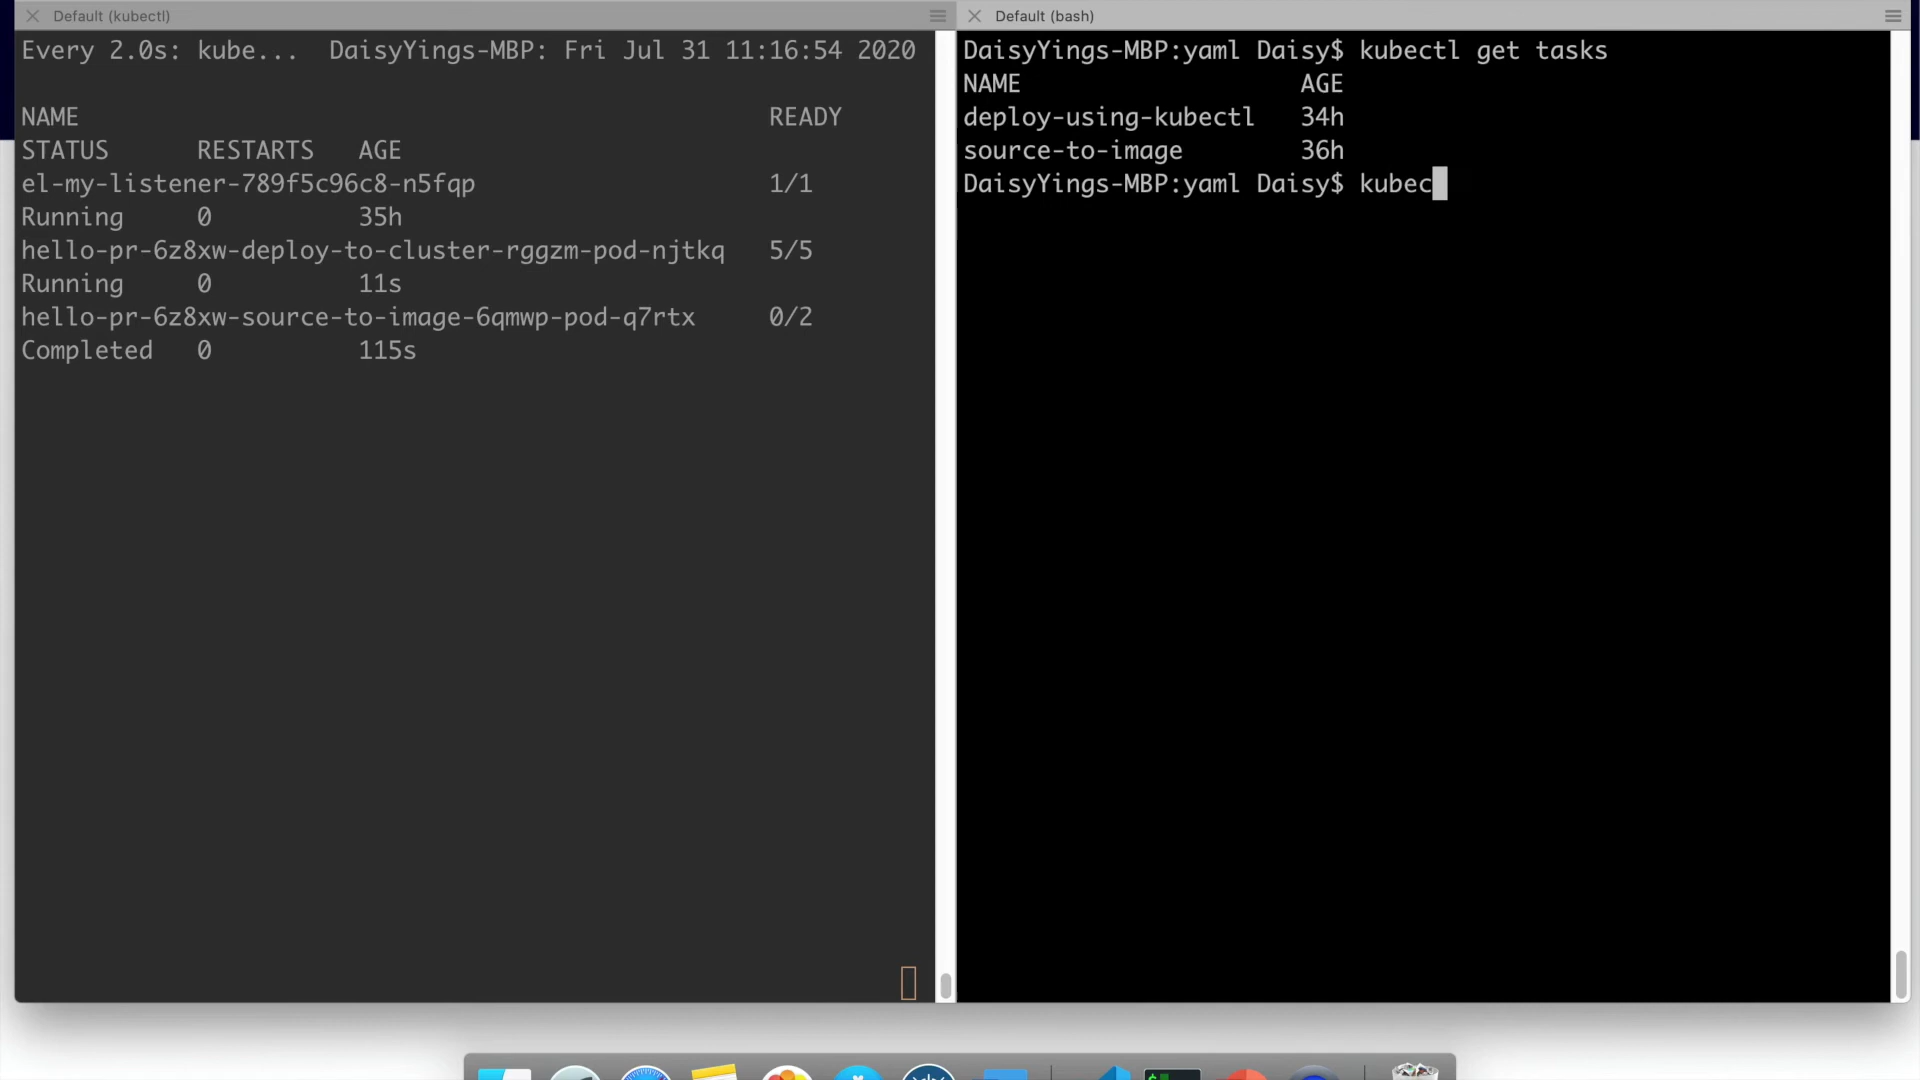 Default (kubectl)
Every 2.0s: kube... DaisyYings-MBP: Fri Jul 31 11:16:54 2020
NAME READY
STATUS RESTARTS AGE
el-my-listener-789f5c96c8-n5fqp 1/1
Running 0 35h
hello-pr-6z8xw-deploy-to-cluster-rggzm-pod-njtkq 5/5
Running 0 11s
hello-pr-6z8xw-source-to-image-6qmwp-pod-q7rtx 0/2
Completed 0 115s
Default (bash)
DaisyYings-MBP:yaml Daisy$ kubectl get tasks
NAME AGE
deploy-using-kubectl 34h
source-to-image 36h
DaisyYings-MBP:yaml Daisy$ kubec